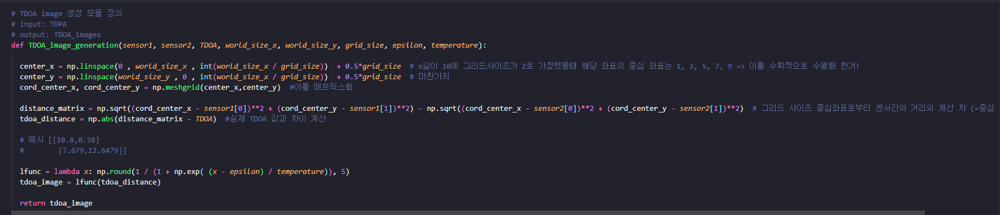 # TDOA image 생성 모듈 정의
# input: TDPA
# output: TDOA_images
def TDOA_image_generation(sensor1, sensor2, TDOA, world_size_x, world_size_y, grid_size, epsilon, temperature):
center_x = np.linspace(0 , world_size_x , int(world_size_x / grid_size))  + 0.5*grid_size  # x길이 10에 그리드사이즈가 2로 가정했을때 해당 좌표의 중심 좌표는 1, 3, 5, 7, 9 => 이를 수학적으로 수열화 한거!
center_y = np.linspace(world_size_y , 0 , int(world_size_x / grid_size))  + 0.5*grid_size  # 마찬가지
cord_center_x, cord_center_y = np.meshgrid(center_x,center_y)  #이를 매트릭스화
distance_matrix = np.sqrt((cord_center_x - sensor1[0])**2 + (cord_center_y - sensor1[1])**2) - np.sqrt((cord_center_x - sensor2[0])**2 + (cord_center_y - sensor2[1])**2)  # 그리드 사이즈 중심좌표로부터 센서간의 거리의 계산 차 (=중심
tdoa_distance = np.abs(distance_matrix - TDOA)  #실제 TDOA 값과 차이 계산
# 예시 [[10.8,0.38]
#        [7.679,12.6479]]
lfunc = lambda x: np.round(1 / (1 + np.exp( (x - epsilon) / temperature)), 5)
tdoa_image = lfunc(tdoa_distance)
return tdoa_image